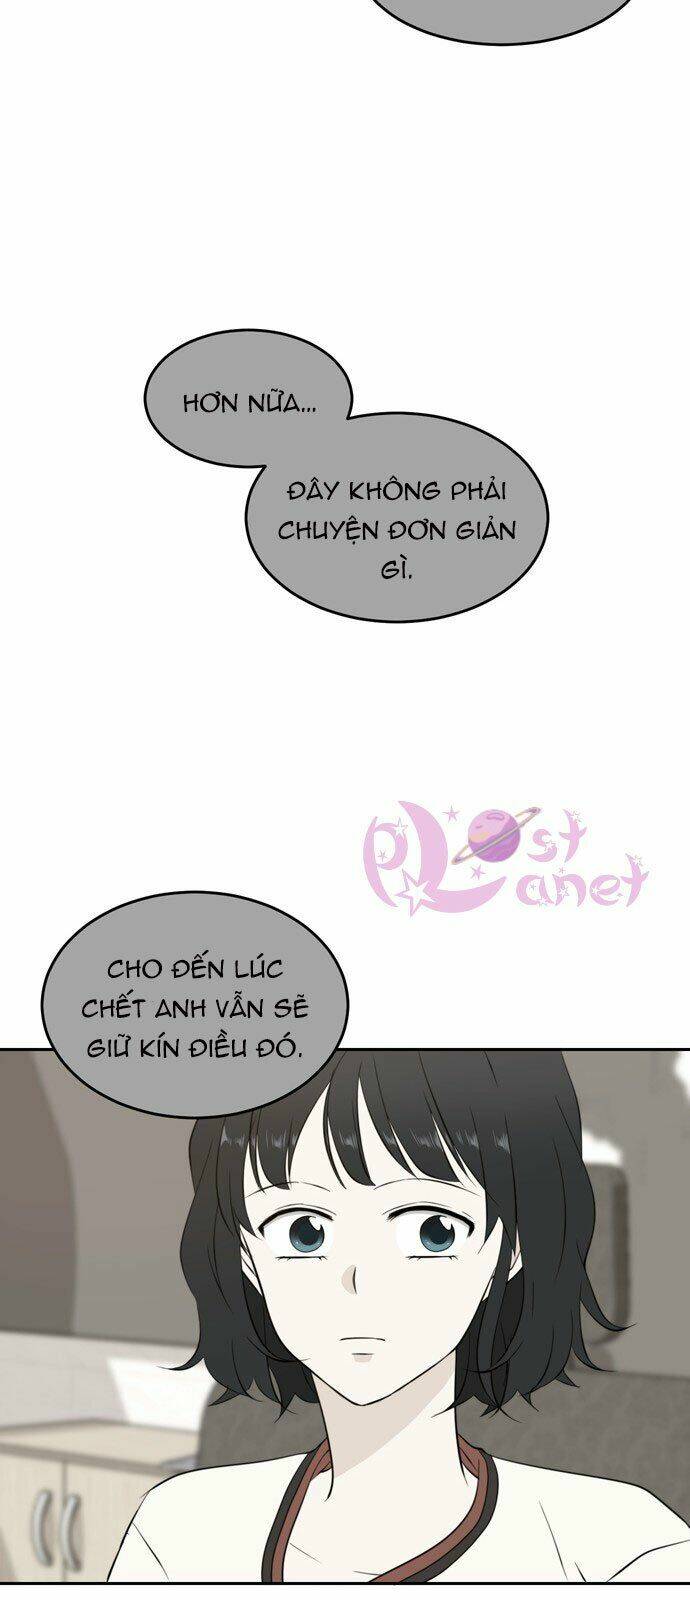 HƠN NỮA...
ĐÂY KHÔNG PHẢI
CHUYỆN ĐƠN GIẢN
GÌ.
Lost
Planet
CHO ĐẾN LÚC
CHẾT ANH VẪN SẼ
GIỮ KÍN ĐIỀU ĐÓ.